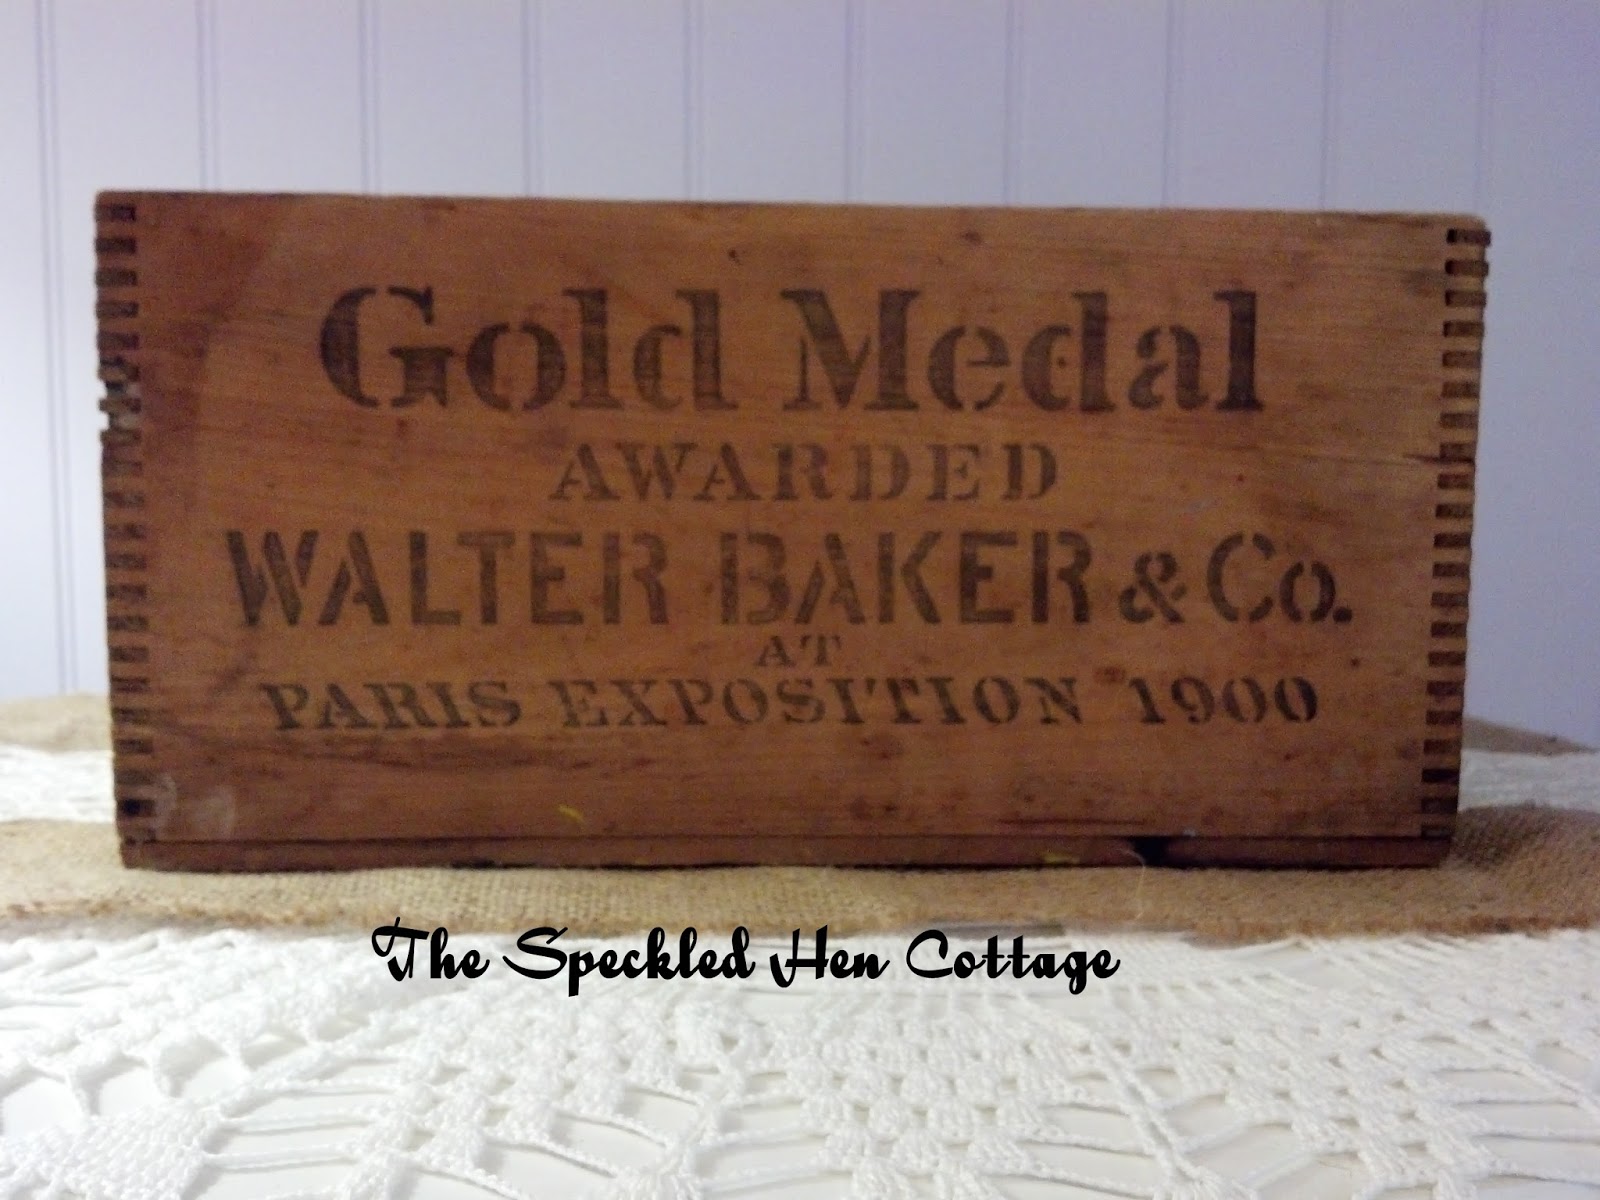 Gold Medal
AWARDED
WALTER BAKER & Co.
AT
PARIS EXPOSITION 1900
The Speckled Hen Cottage